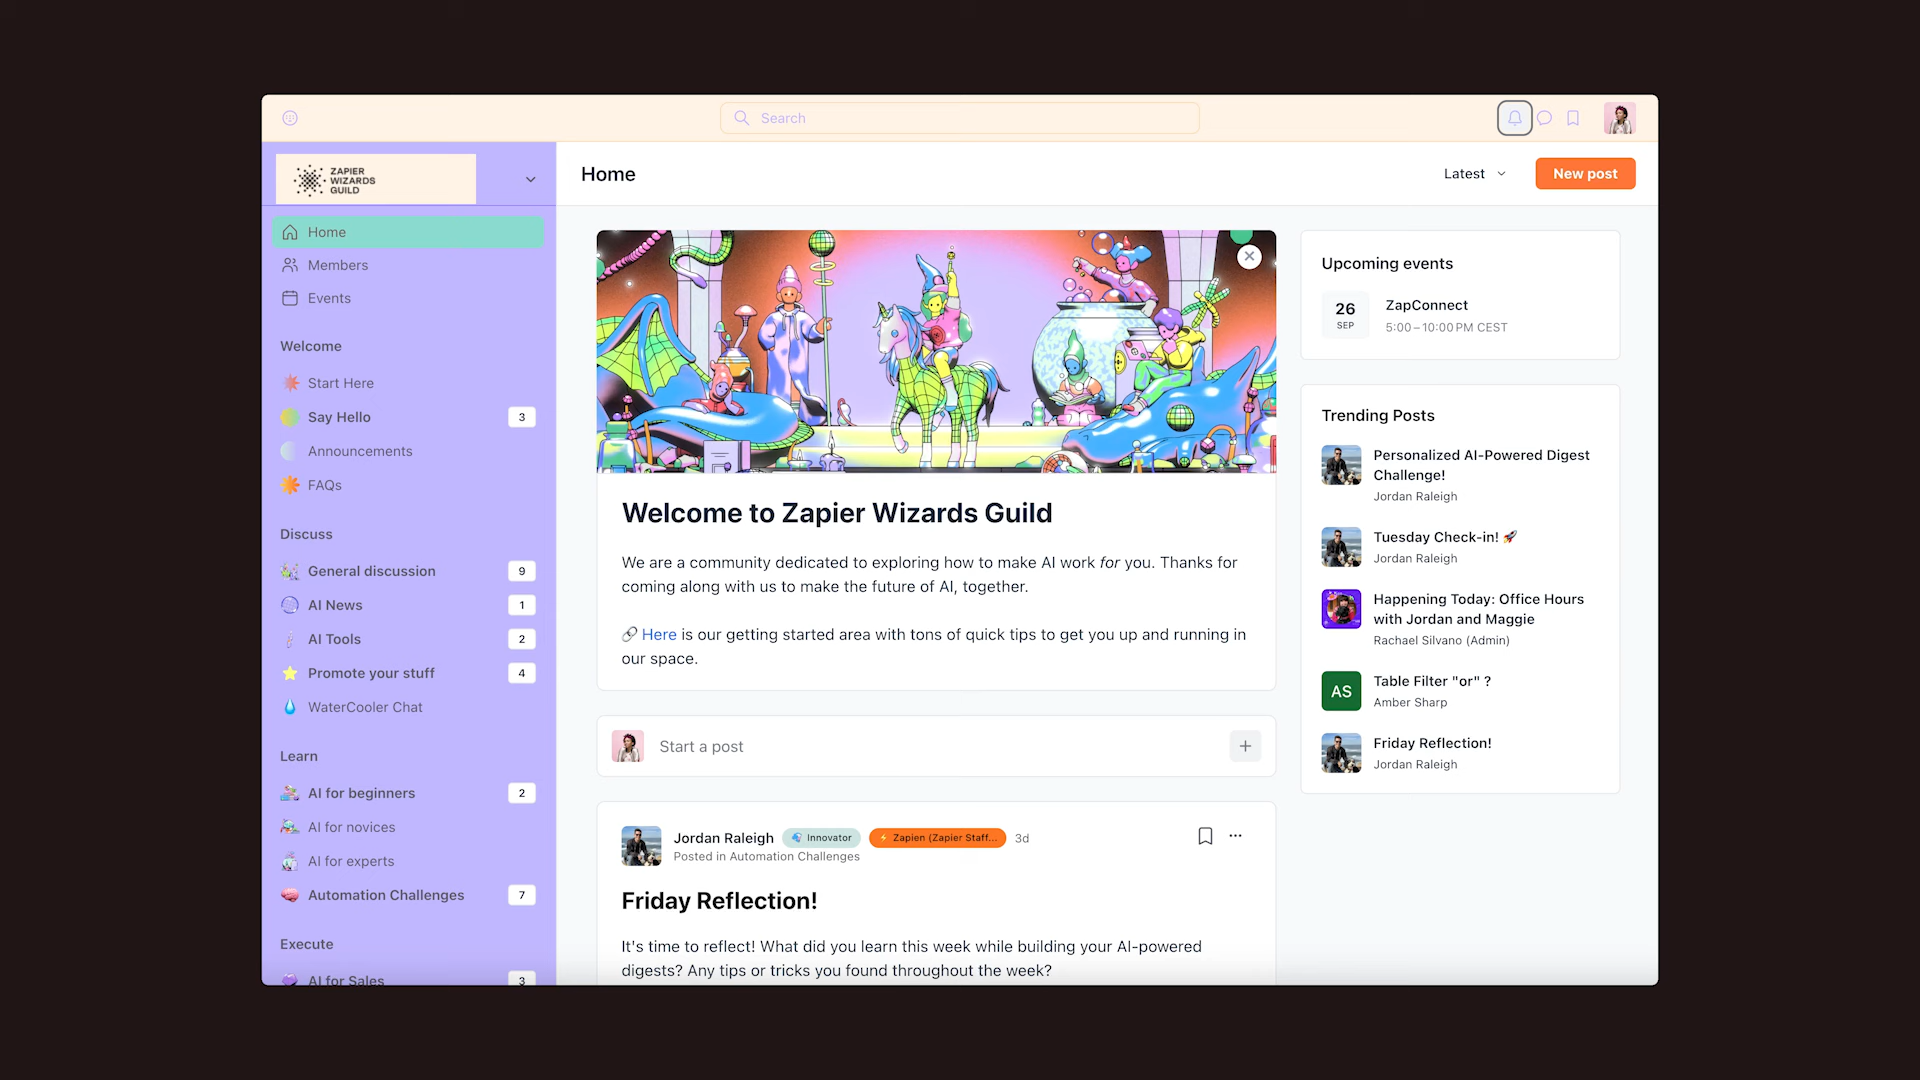 Search
ZAPIER
WIZARDS
GUILD
Home
Members
Events
Welcome
Start Here
Say Hello 3
Announcements
FAQs
Discuss
General discussion 9
AI News 1
AI Tools 2
Promote your stuff 4
WaterCooler Chat
Learn
AI for beginners 2
AI for novices
AI for experts
Automation Challenges 7
Execute
AI for Sales 3
Home
Latest
New post
Welcome to Zapier Wizards Guild
We are a community dedicated to exploring how to make AI work for you. Thanks for
coming along with us to make the future of AI, together.
🔗 Here is our getting started area with tons of quick tips to get you up and running in
our space.
Start a post
Jordan Raleigh Innovator ⚡ Zapien (Zapier Staff... 3d
Posted in Automation Challenges
Friday Reflection!
It's time to reflect! What did you learn this week while building your AI-powered
digests? Any tips or tricks you found throughout the week?
Upcoming events
26
SEP
ZapConnect
5:00 – 10:00 PM CEST
Trending Posts
Personalized AI-Powered Digest
Challenge!
Jordan Raleigh
Tuesday Check-in! 🚀
Jordan Raleigh
Happening Today: Office Hours
with Jordan and Maggie
Rachael Silvano (Admin)
AS
Table Filter "or" ?
Amber Sharp
Friday Reflection!
Jordan Raleigh